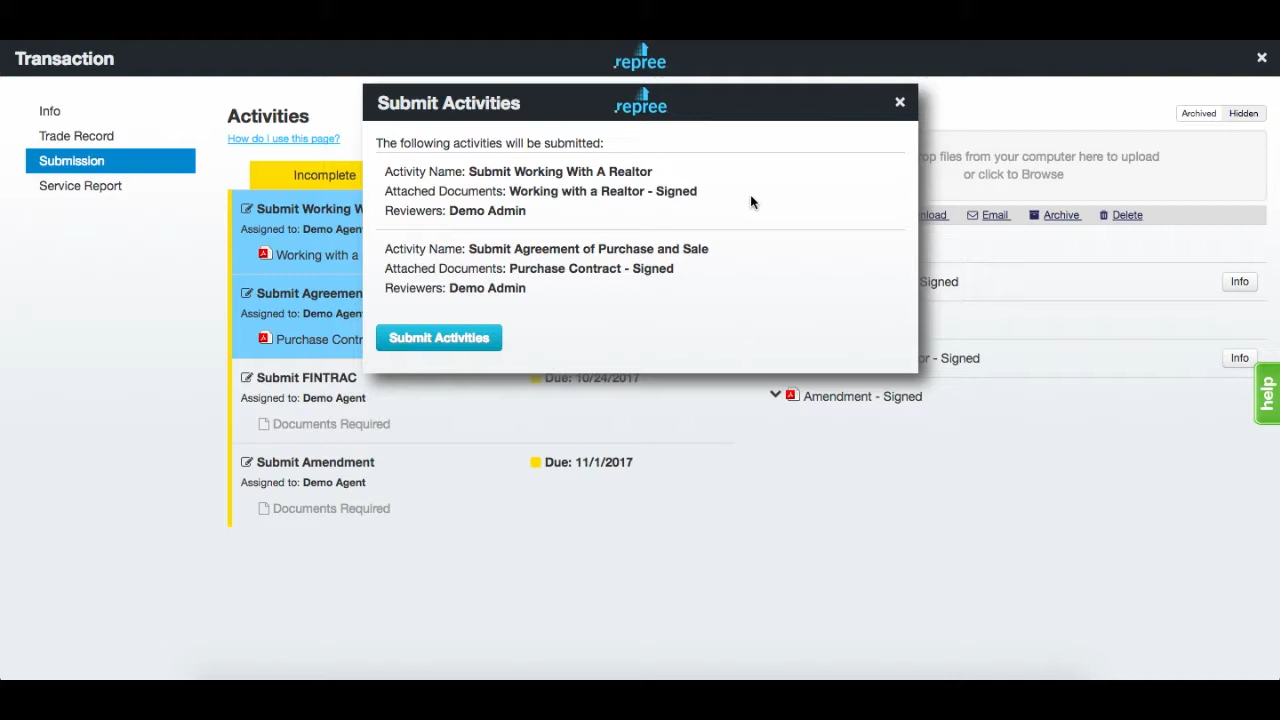 Transaction
.repree
Info
Trade Record
Submission
Service Report
Activities
How do I use this page?
Incomplete
Submit Working W
Assigned to: Demo Agent
Working with a
Submit Agreemen
Assigned to: Demo Agent
Purchase Contr
Submit FINTRAC
Due: 10/24/2017
Assigned to: Demo Agent
Documents Required
Submit Amendment
Due: 11/1/2017
Assigned to: Demo Agent
Documents Required
Submit Activities
.repree
The following activities will be submitted:
Activity Name: Submit Working With A Realtor
Attached Documents: Working with a Realtor - Signed
Reviewers: Demo Admin
Activity Name: Submit Agreement of Purchase and Sale
Attached Documents: Purchase Contract - Signed
Reviewers: Demo Admin
Submit Activities
Archived Hidden
op files from your computer here to upload
or click to Browse
nload Email Archive Delete
Signed
Info
or - Signed
Info
Amendment - Signed
help